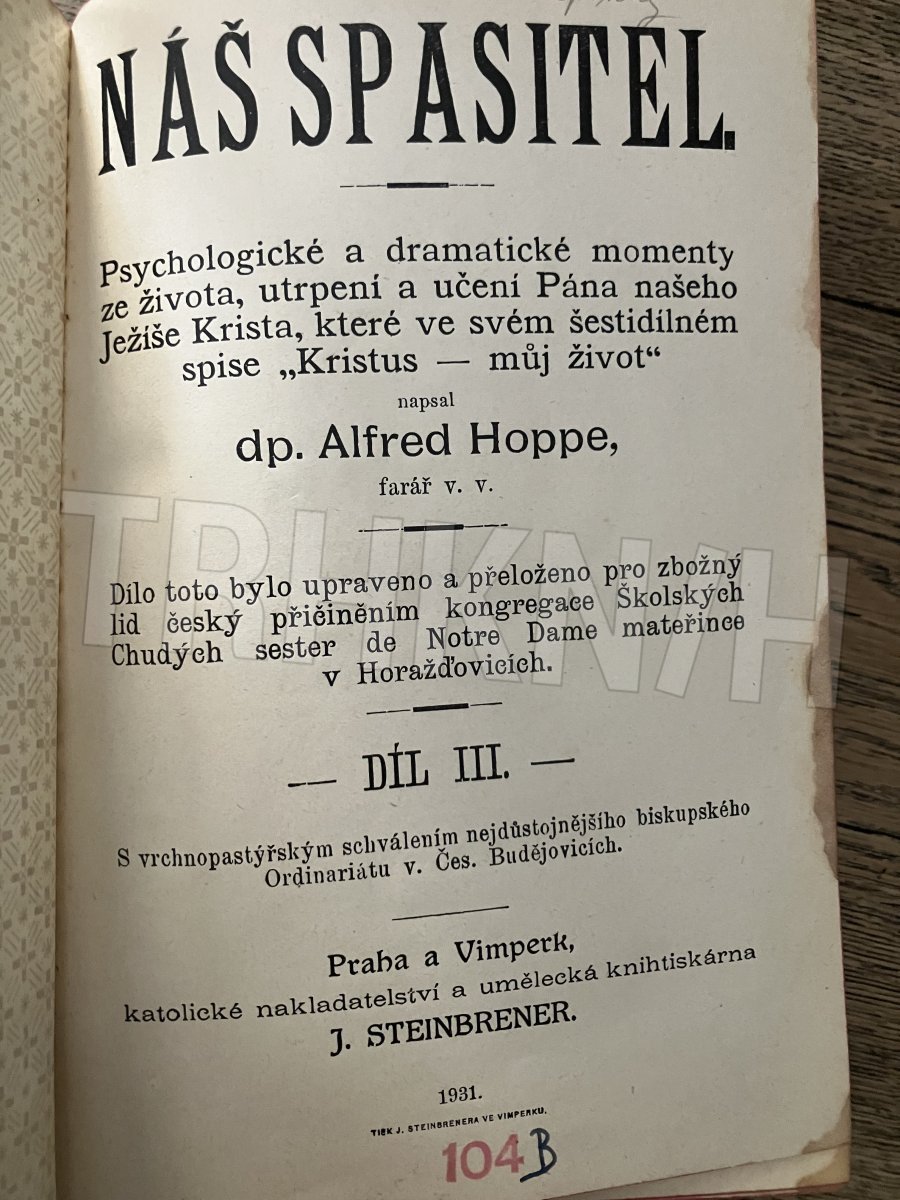 NÁŠ SPASITEL.
Psychologické a dramatické momenty
ze života, utrpení a učení Pána našeho
Ježíše Krista, které ve svém šestidílném
spise „Kristus — můj život“
napsal
dp. Alfred Hoppe,
farář v. v.
TRHKNIH
Dílo toto bylo upraveno a přeloženo pro zbožný
lid český přičiněním kongregace Školských
Chudých sester de Notre Dame mateřince
v Horažďovicích.
— DÍL III. —
S vrchnopastýřským schválením nejdůstojnějšího biskupského
Ordinariátu v. Čes. Budějovicích.
Praha a Vimperk,
katolické nakladatelství a umělecká knihtiskárna
J. STEINBRENER.
1931.
TISK J. STEINBRENERA VE VIMPERKU.
104 B